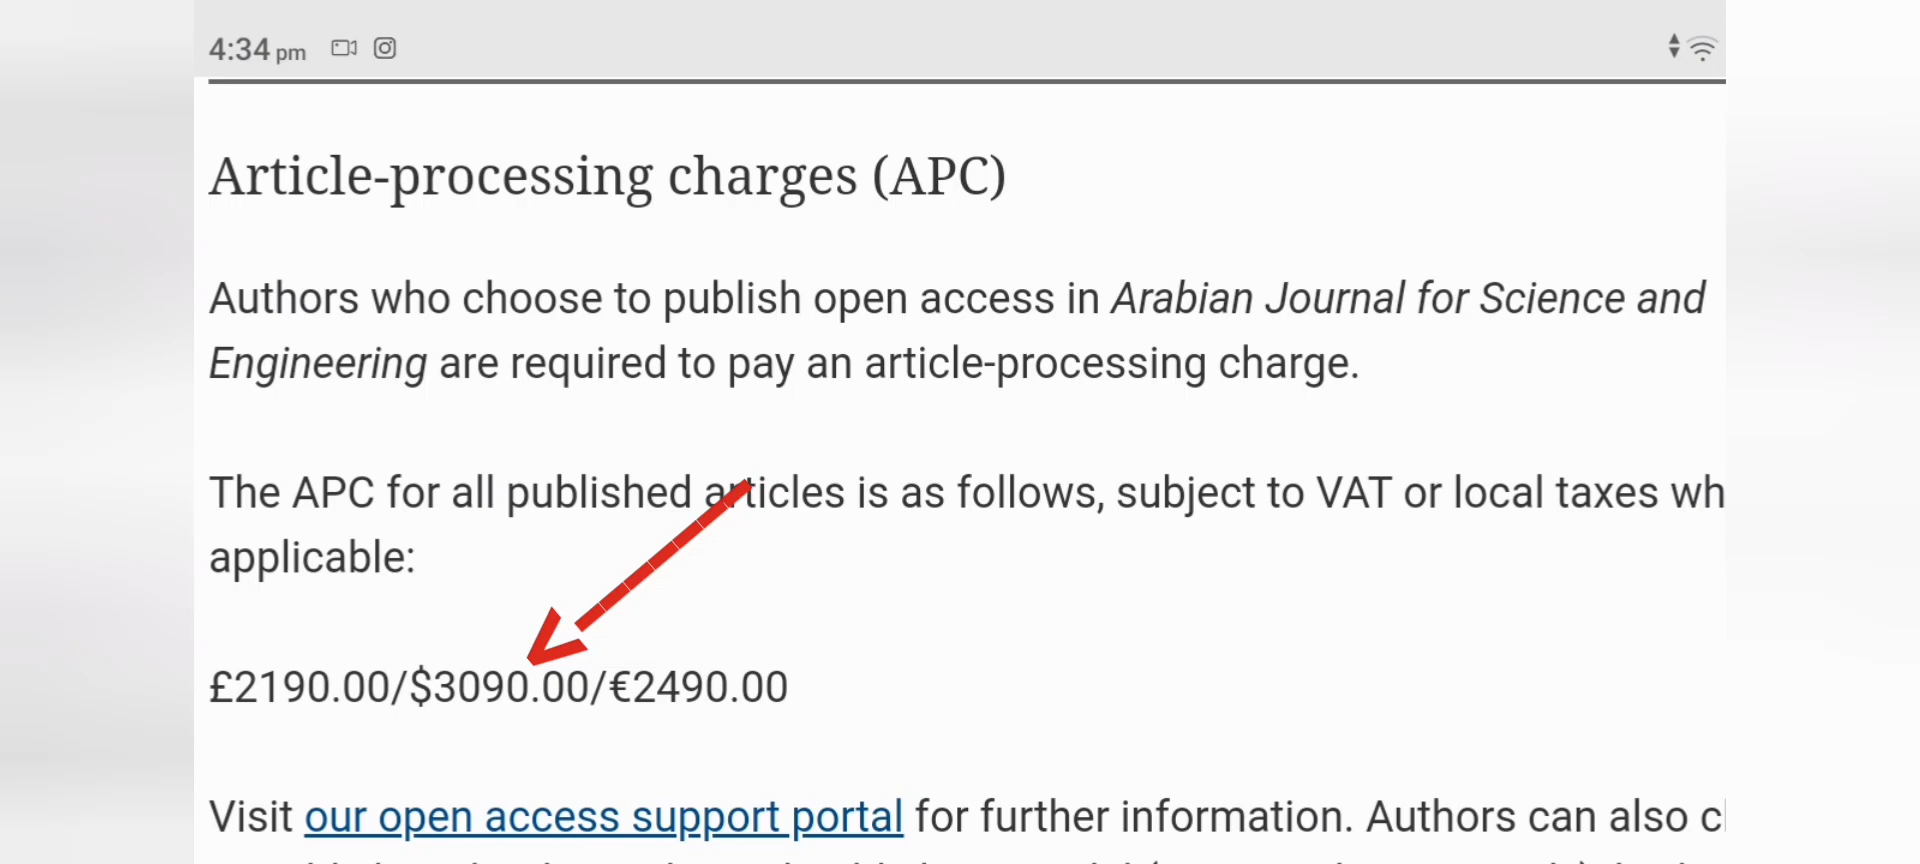 4:34 pm
Article-processing charges (APC)
Authors who choose to publish open access in Arabian Journal for Science and
Engineering are required to pay an article-processing charge.
The APC for all published articles is as follows, subject to VAT or local taxes wh
applicable:
£2190.00/$3090.00/€2490.00
Visit our open access support portal for further information. Authors can also c